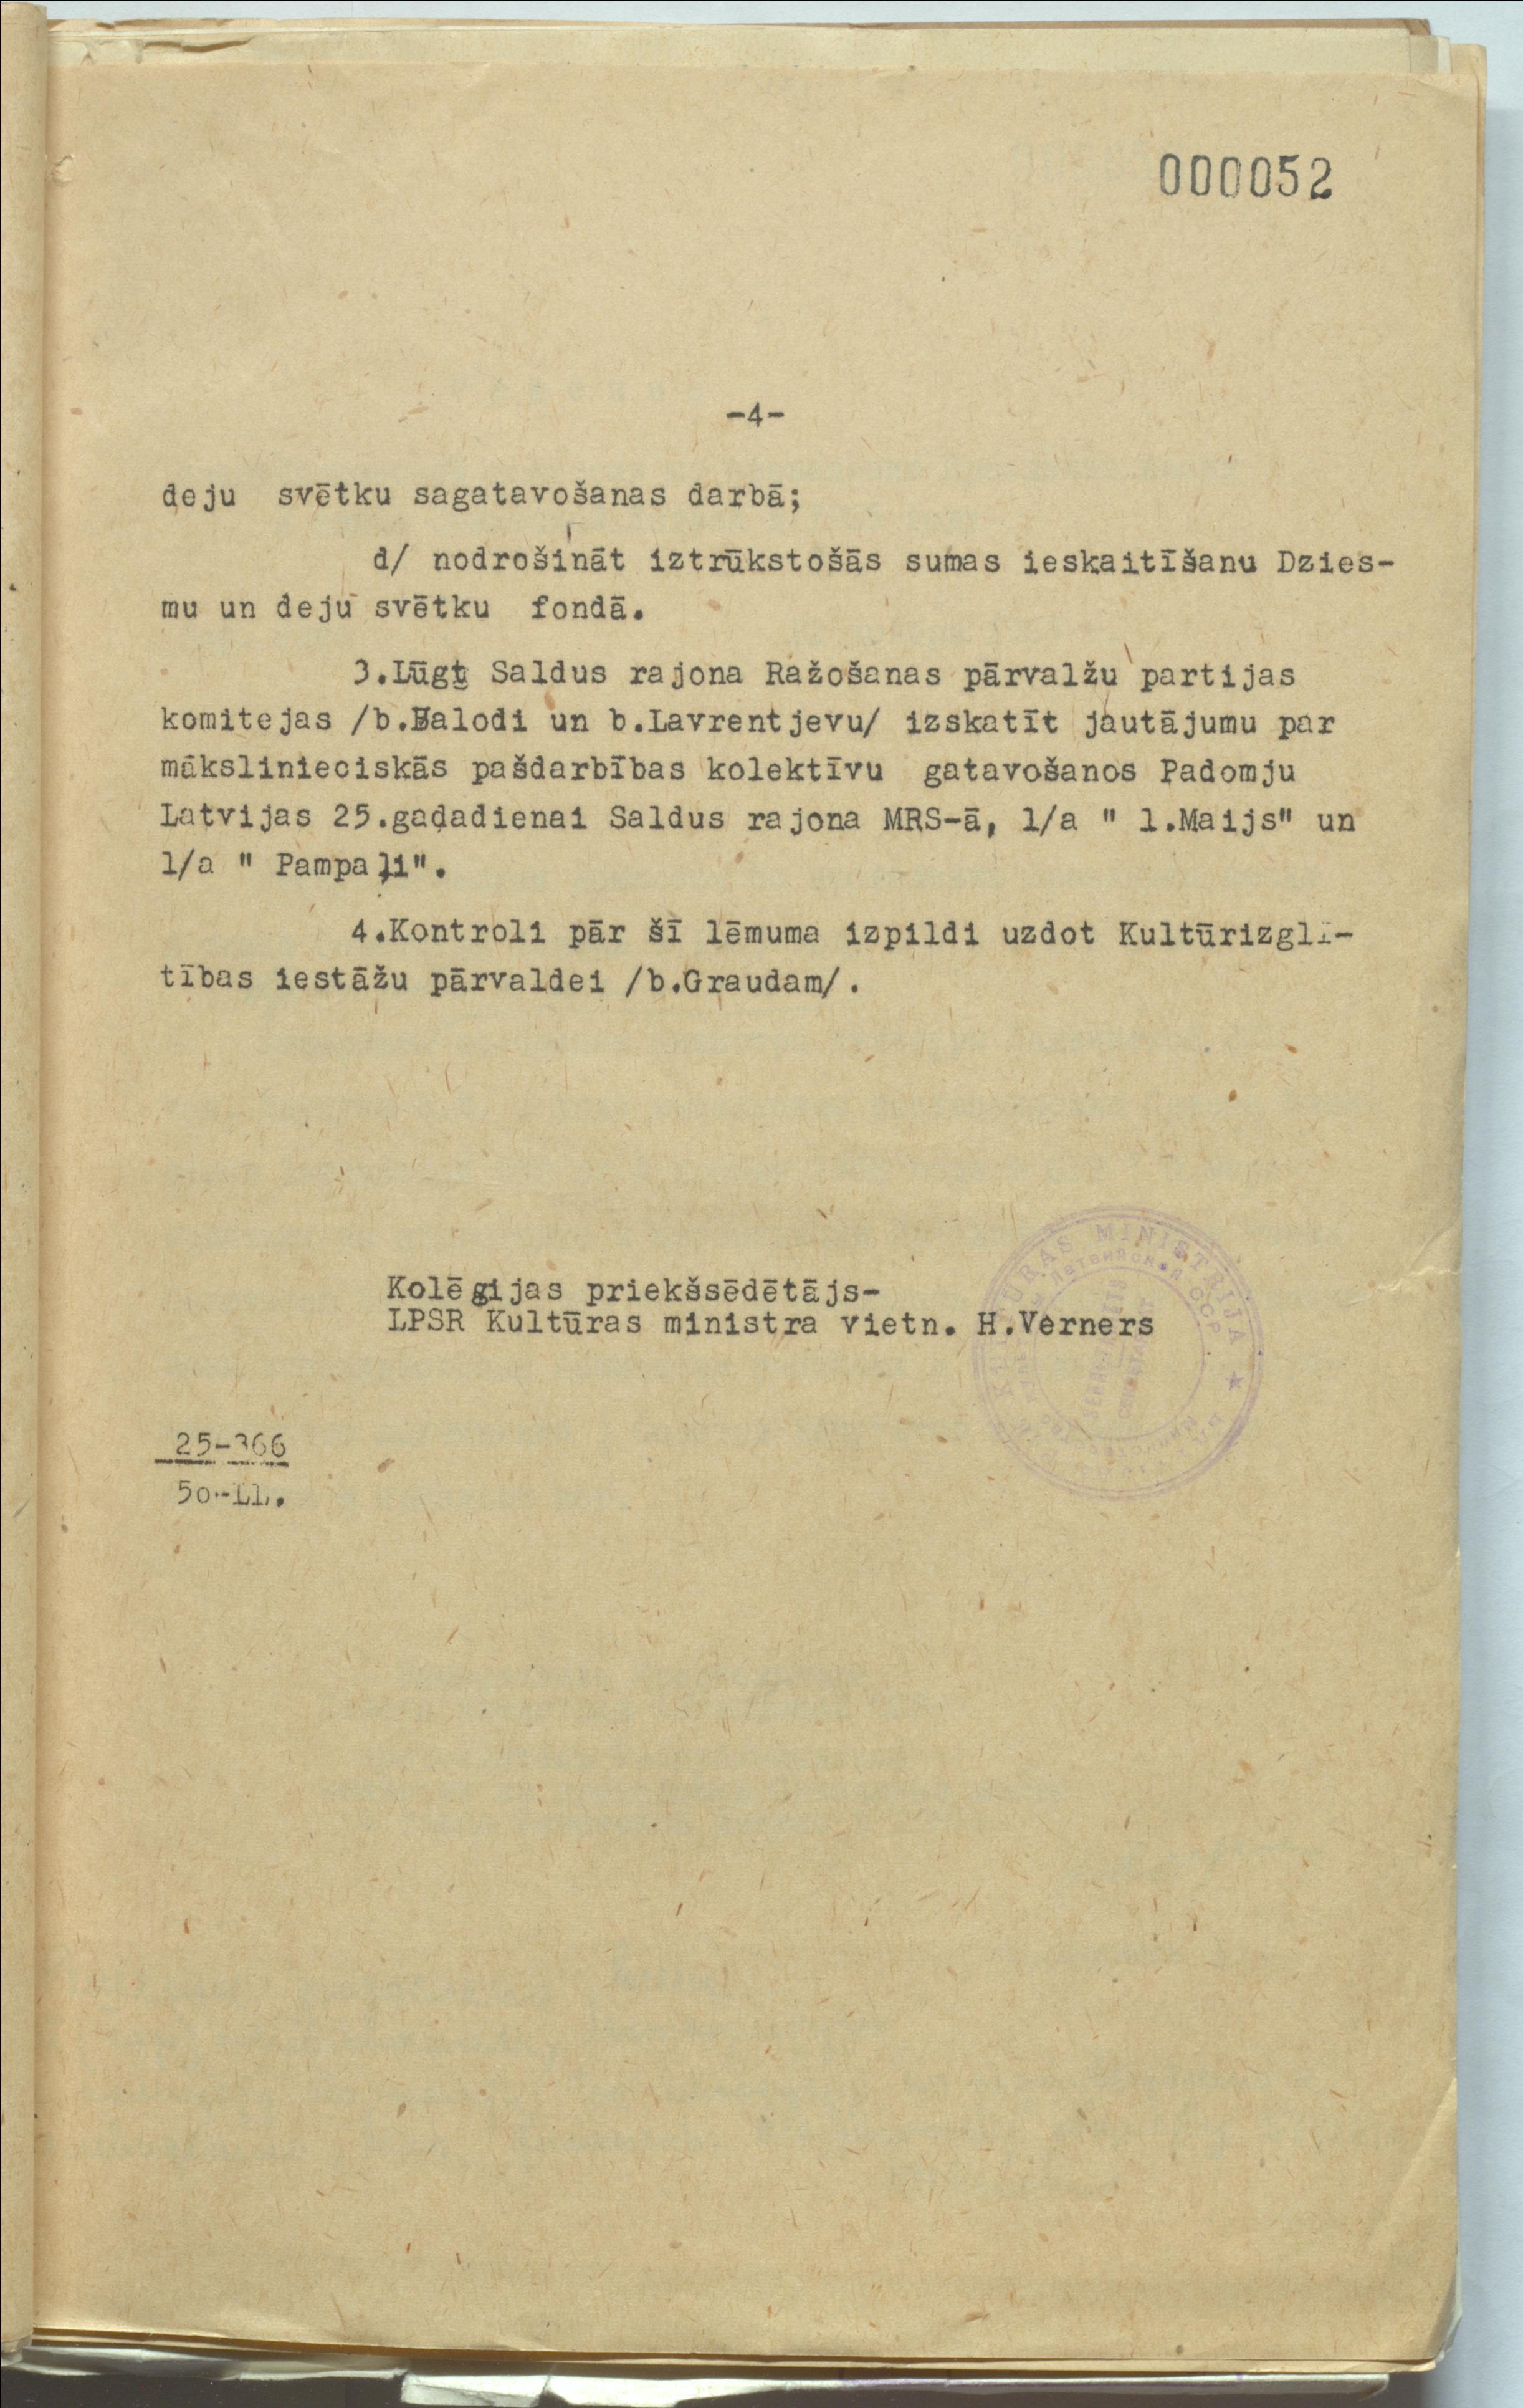 000052
-4-
deju svētku sagatavošanas darbā;
d/ nodrošināt iztrūkstošās sumas ieskaitīšanu Dzies-
mu un deju svētku fondā.
3.Lūgt Saldus rajona Ražošanas pārvalžu partijas
komitejas /b.Balodi un b.Lavrentjevu/ izskatīt jautājumu par
mākslinieciskās pašdarbības kolektīvu gatavošanos Padomju
Latvijas 25.gadadienai Saldus rajona MRS-ā, l/a " 1.Maijs" un
l/a " Pampaļi".
4.Kontroli pār šī lēmuma izpildi uzdot Kultūrizglī-
tības iestāžu pārvaldei /b.Graudam/.
Kolēgijas priekšsēdētājs-
LPSR Kultūras ministra vietn. H.Verners
MINISTRIJA
ССР
25-366
50.-LL.